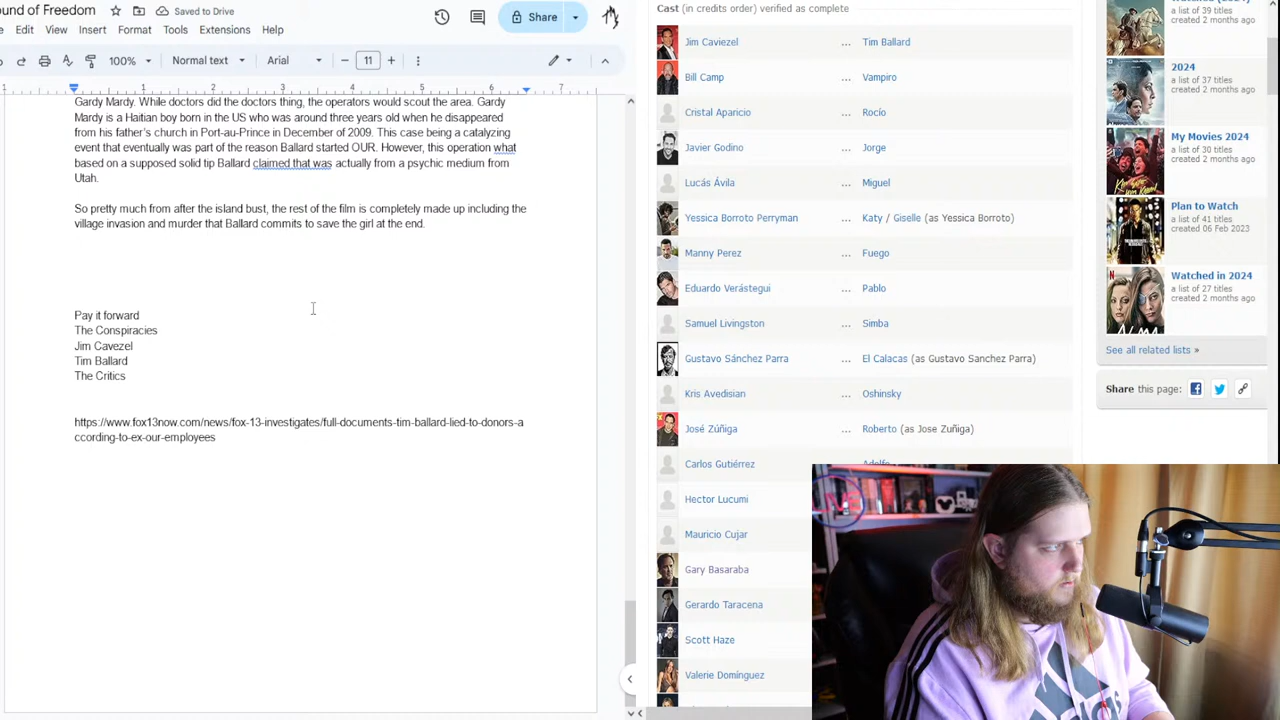 ound of Freedom
Saved to Drive
Edit View Insert Format Tools Extensions Help
Share
100% Normal text Arial 11
1 1 2 3 4 5 6 7
Gardy Mardy. While doctors did the doctors thing, the operators would scout the area. Gardy
Mardy is a Haitian boy born in the US who was around three years old when he disappeared
from his father's church in Port-au-Prince in December of 2009. This case being a catalyzing
event that eventually was part of the reason Ballard started OUR. However, the operation what
based on a supposed solid tip Ballard claimed that was actually from a psychic medium from
Utah.
So pretty much from after the island bust, the rest of the film is completely made up including the
village invasion and murder that Ballard commits to save the girl at the end.
Pay it forward
The Conspiracies
Jim Cavezel
Tim Ballard
The Critics
https://www.fox13now.com/news/fox-13-investigates/full-documents-tim-ballard-lied-to-donors-a
ccording-to-ex-our-employees
Cast (in credits order) verified as complete
Jim Caviezel ... Tim Ballard
Bill Camp ... Vampiro
Cristal Aparicio ... Rocío
Javier Godino ... Jorge
Lucás Ávila ... Miguel
Yessica Borroto Perryman ... Katy / Giselle (as Yessica Borroto)
Manny Perez ... Fuego
Eduardo Verástegui ... Pablo
Samuel Livingston ... Simba
Gustavo Sánchez Parra ... El Calacas (as Gustavo Sanchez Parra)
Kris Avedisian ... Oshinsky
José Zúñiga ... Roberto (as Jose Zuñiga)
Carlos Gutiérrez ... Adolfo
Hector Lucumi
Mauricio Cujar
Gary Basaraba
Gerardo Taracena
Scott Haze
Valerie Domínguez
a list of 39 titles
created 2 months ago
2024
a list of 37 titles
created 2 months ago
My Movies 2024
a list of 30 titles
created 2 months ago
Plan to Watch
a list of 41 titles
created 06 Feb 2023
Watched in 2024
a list of 27 titles
created 2 months ago
See all related lists »
Share this page: